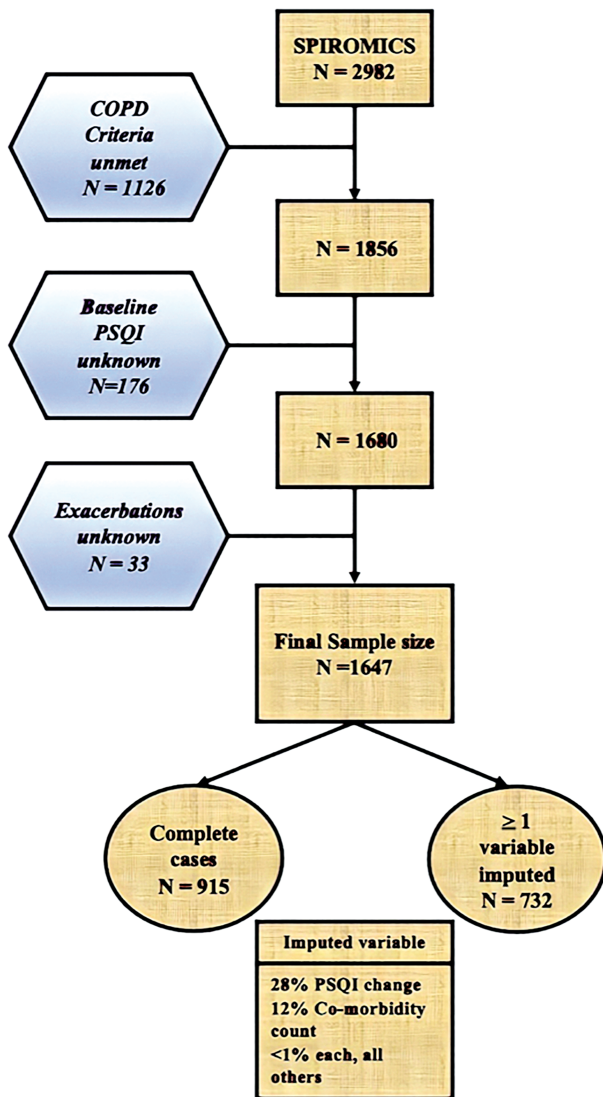 SPIROMICS
N = 2982
COPD
Criteria
unmet
N = 1126
N = 1856
Baseline
PSQI
unknown
N=176
N = 1680
Exacerbations
unknown
N = 33
Final Sample size
N =1647
Complete
cases
N = 915
≥ 1
variable
imputed
N = 732
Imputed variable
28% PSQI change
12% Co-morbidity
count
<1% each, all
others